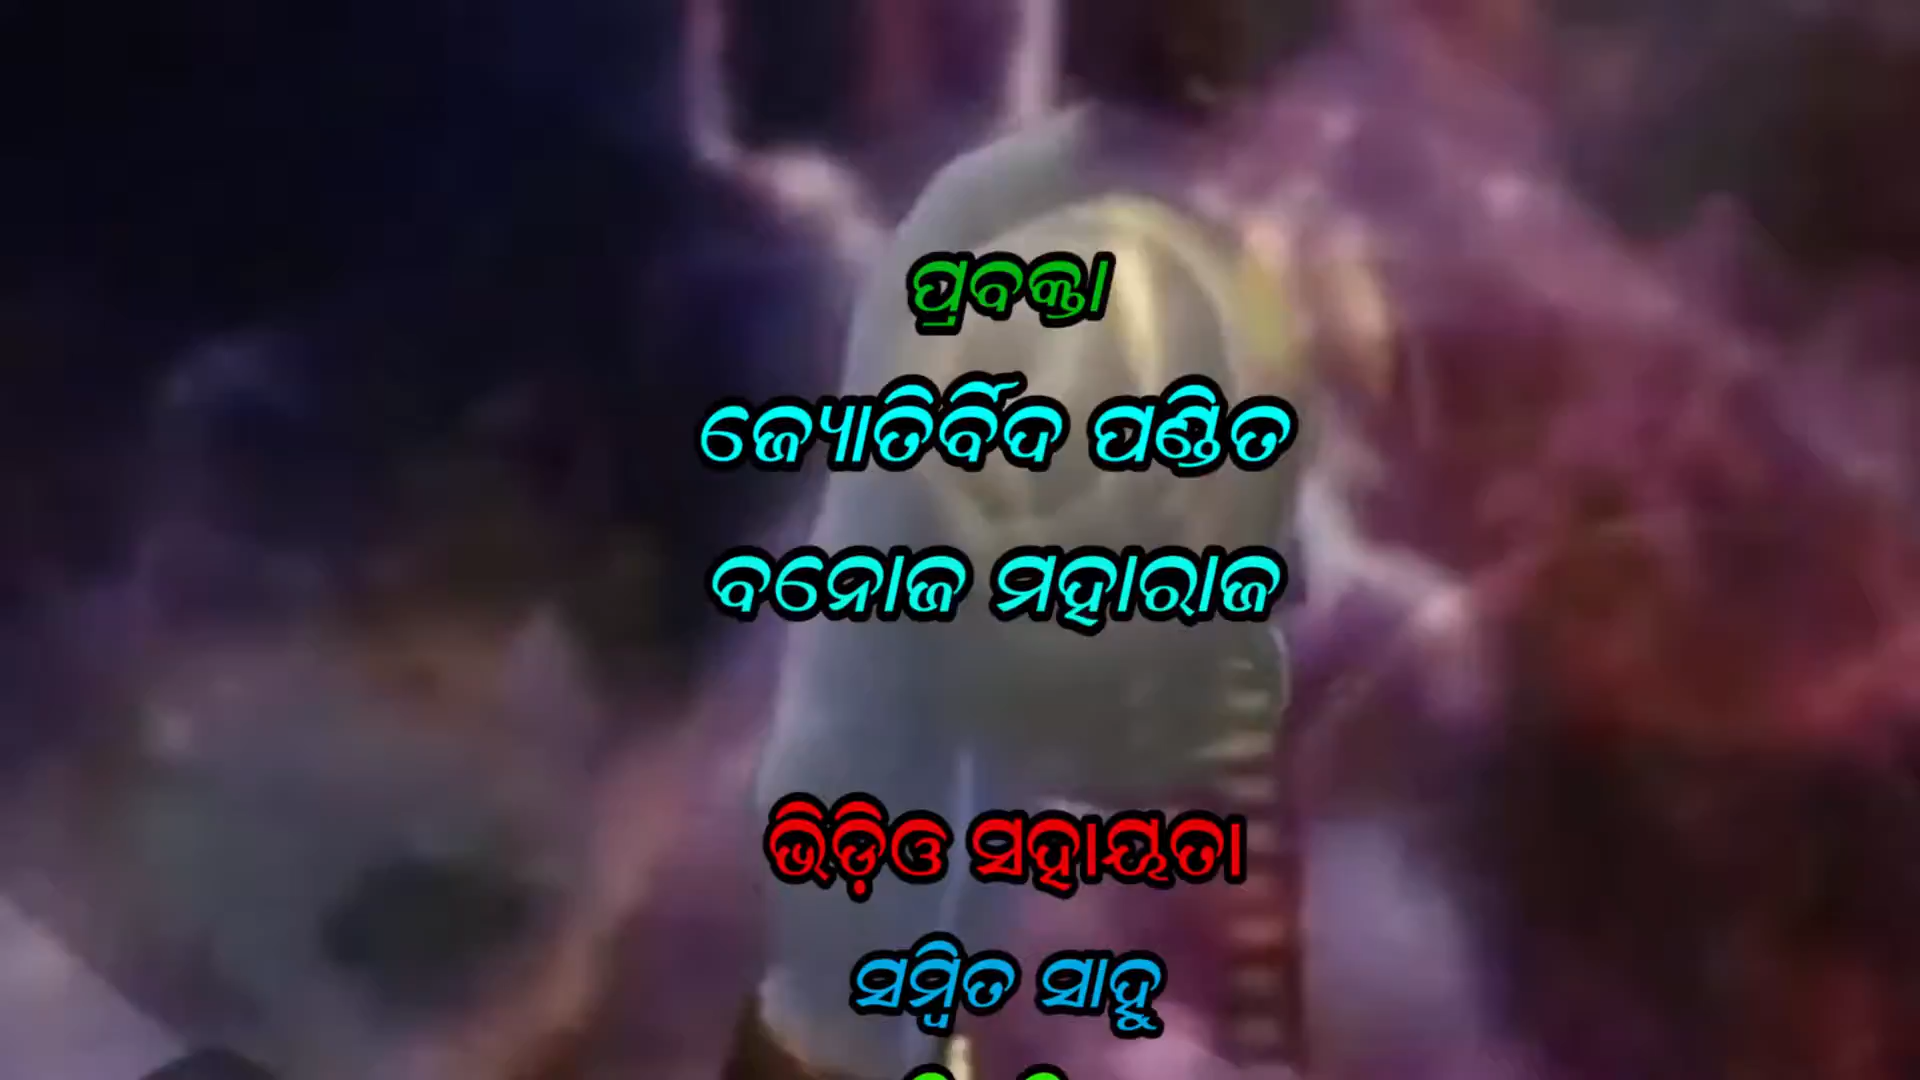 ପ୍ରବକ୍ତା
ଜ୍ୟୋତିର୍ବିଦ ପଣ୍ଡିତ
ବନୋଜ ମହାରାଜ
ଭିଡ଼ିଓ ସହାୟତା
ସମ୍ବିତ ସାହୁ